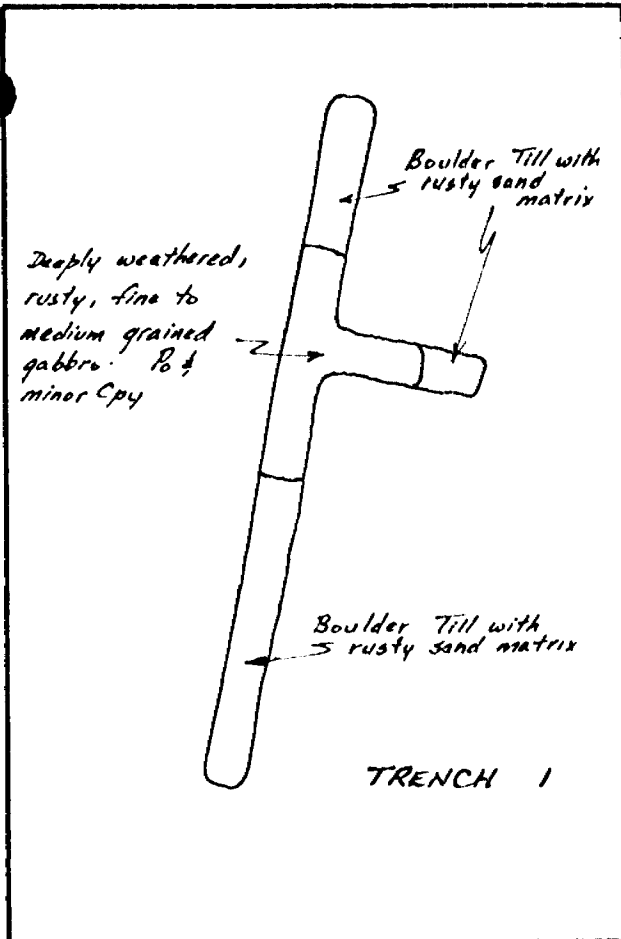 Boulder Till with
rusty sand
matrix
Deeply weathered,
rusty, fine to
medium grained
gabbro. Po &
minor Cpy
Boulder Till with
rusty sand matrix
TRENCH 1